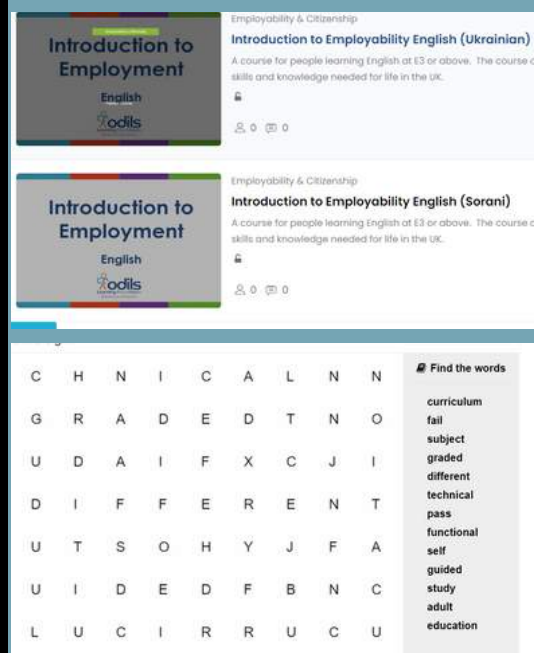 Employability & Citizenship
Introduction to Employability English (Ukrainian)
A course for people learning English at E3 or above. The course
skills and knowledge needed for life in the UK.
0 0
Introduction to
Employment
English
odils
Employability & Citizenship
Introduction to Employability English (Sorani)
A course for people learning English at E3 or above. The course
skills and knowledge needed for life in the UK.
0 0
Introduction to
Employment
English
odils
C H N I C A L N N
G R A D E D T N O
U D A I F X C J I
D I F F E R E N T
U T S O H Y J F A
U I D E D F B N C
L U C I R R U C U
Find the words
curriculum
fail
subject
graded
different
technical
pass
functional
self
guided
study
adult
education